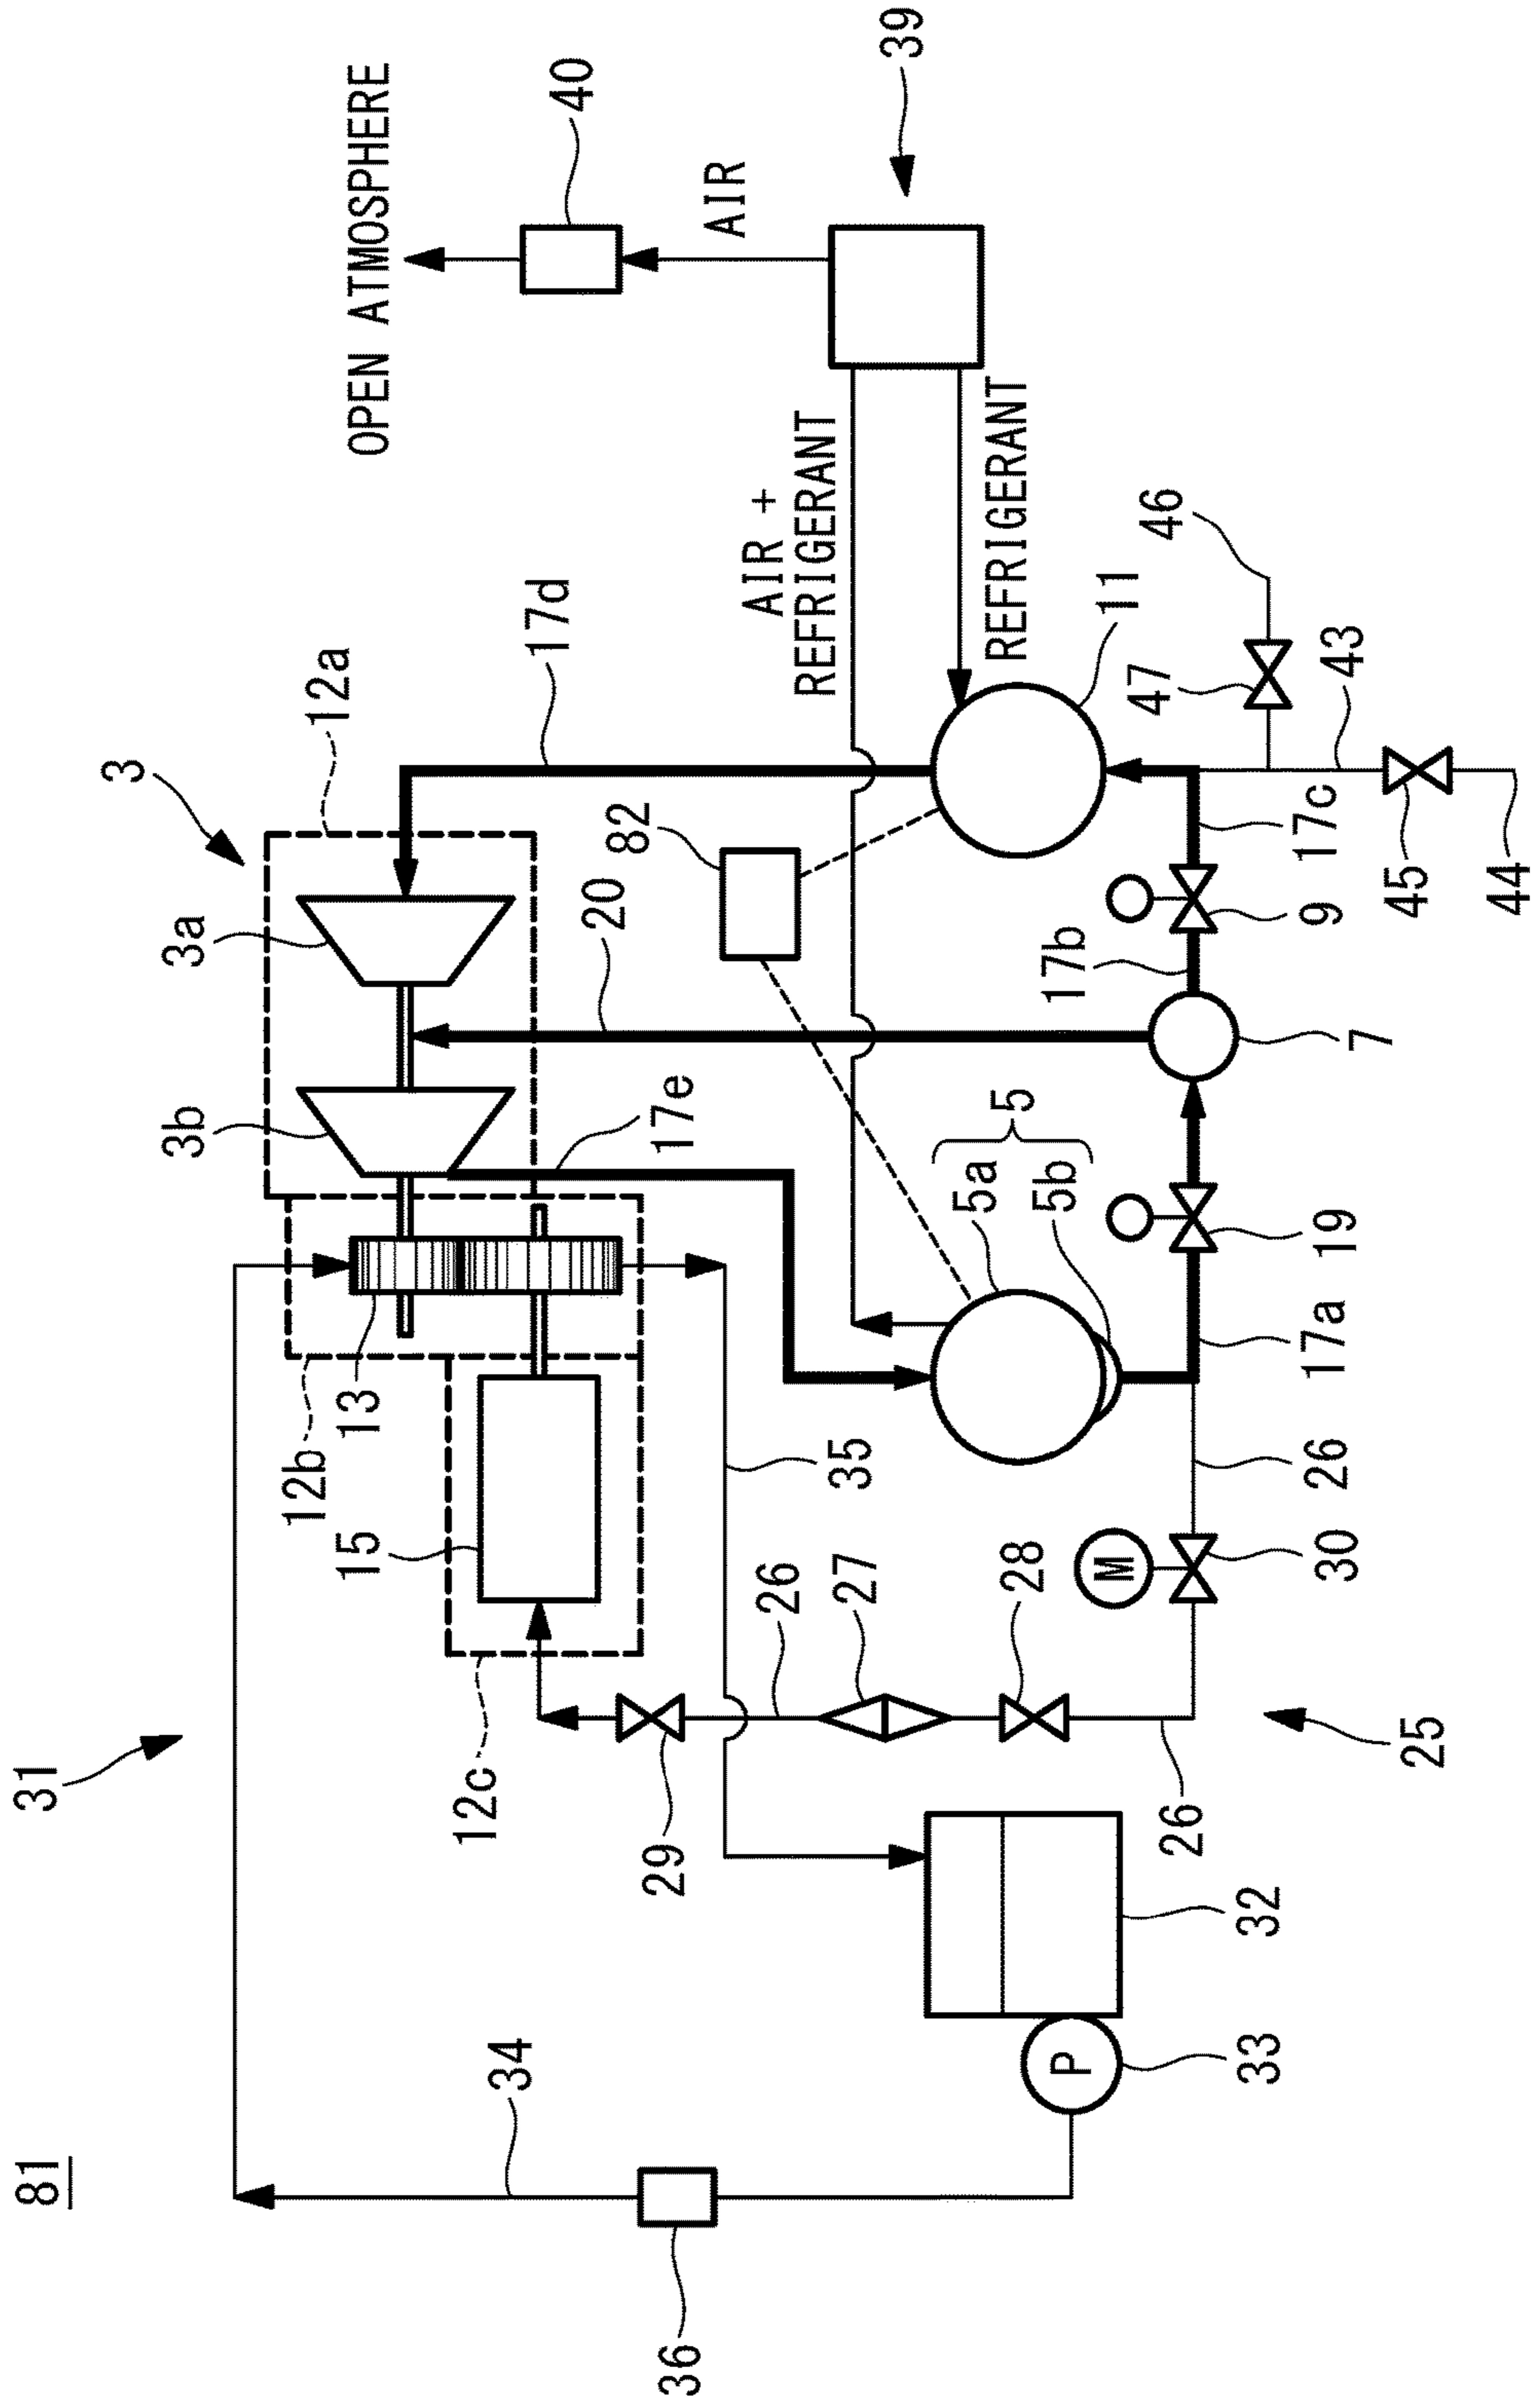 81
31
3
12a
3a
3b
12b
13
15
12c
17d
20
17e
82
OPEN ATMOSPHERE
40
AIR
39
AIR +
REFRIGERANT
REFRIGERANT
11
5
5a
5b
35
26
27
28
29
34
36
M
30
26
17a
19
7
17b
9
17c
47
46
43
45
44
25
26
32
33
P